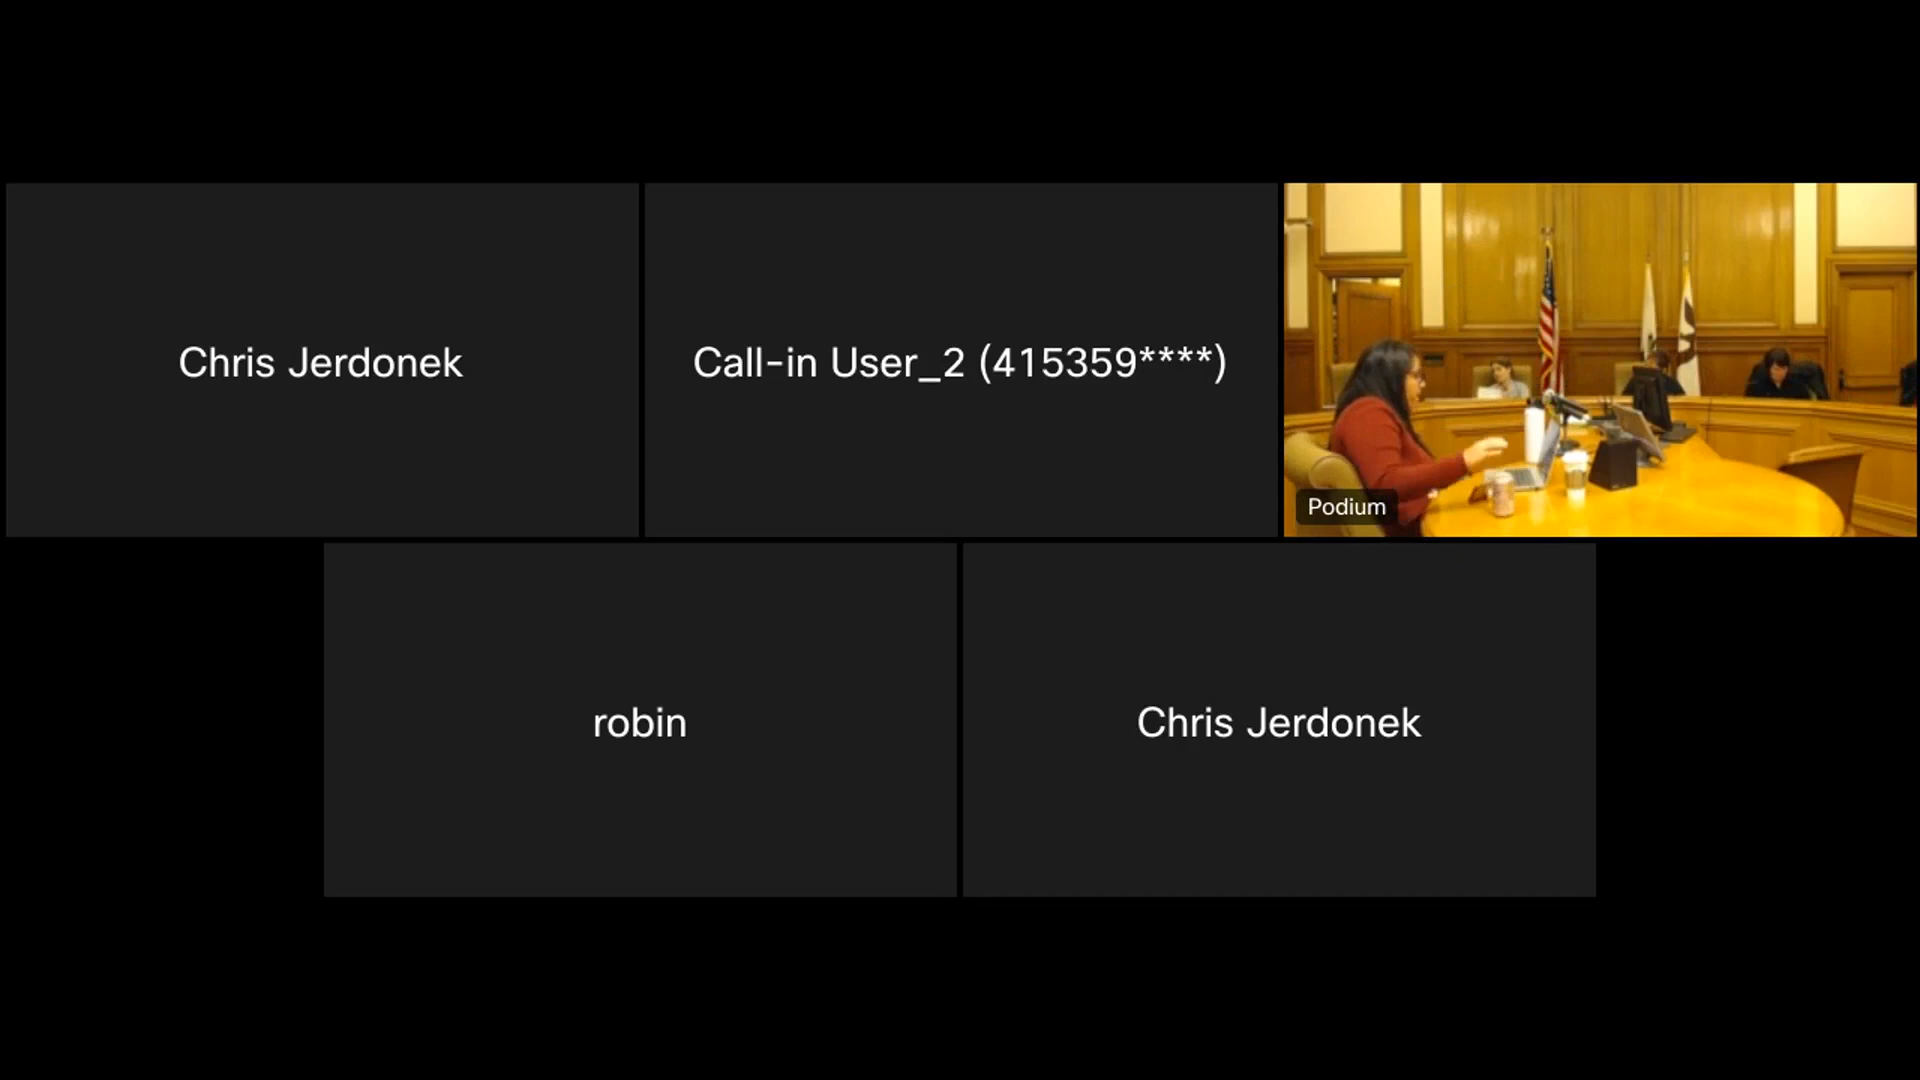 Chris Jerdonek
Call-in User_2 (415359****)
Podium
robin
Chris Jerdonek